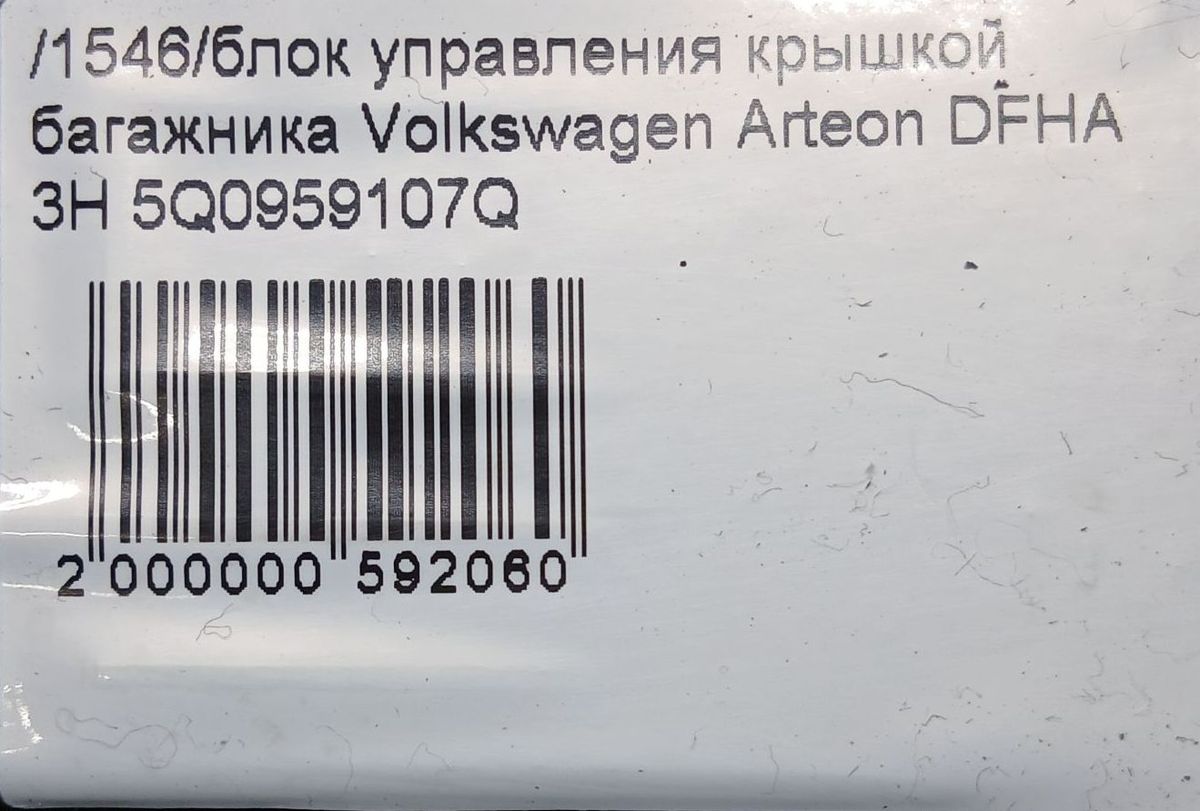 /1546/блок управления крышкой
багажника Volkswagen Arteon DFHA
3H 5Q0959107Q
2 000000 592060